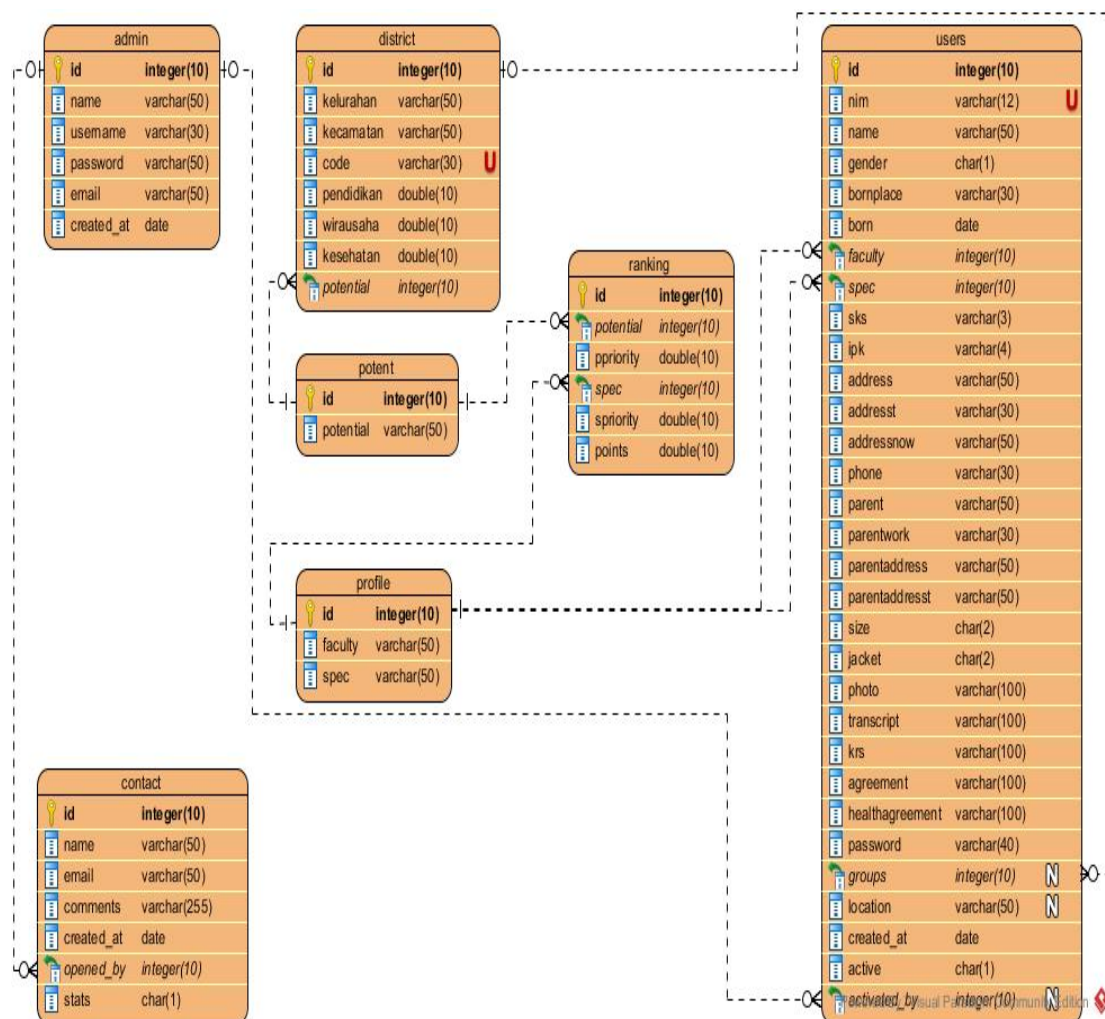 admin
id integer(10)
name varchar(50)
username varchar(30)
password varchar(50)
email varchar(50)
created_at date
district
id integer(10)
kelurahan varchar(50)
kecamatan varchar(50)
code varchar(30) U
pendidikan double(10)
wirausaha double(10)
kesehatan double(10)
potential integer(10)
users
id integer(10)
nim varchar(12) U
name varchar(50)
gender char(1)
bornplace varchar(30)
born date
faculty integer(10)
spec integer(10)
sks varchar(3)
ipk varchar(4)
address varchar(50)
addresst varchar(30)
addressnow varchar(50)
phone varchar(30)
parent varchar(50)
parentwork varchar(30)
parentaddress varchar(50)
parentaddresst varchar(50)
size char(2)
jacket char(2)
photo varchar(100)
transcript varchar(100)
krs varchar(100)
agreement varchar(100)
healthagreement varchar(100)
password varchar(40)
groups integer(10) N
location varchar(50) N
created_at date
active char(1)
activated_by integer(10) N
ranking
id integer(10)
potential integer(10)
ppriority double(10)
spec integer(10)
spriority double(10)
points double(10)
potent
id integer(10)
potential varchar(50)
profile
id integer(10)
faculty varchar(50)
spec varchar(50)
contact
id integer(10)
name varchar(50)
email varchar(50)
comments varchar(255)
created_at date
opened_by integer(10)
stats char(1)
Visual Paradigm Community Edition